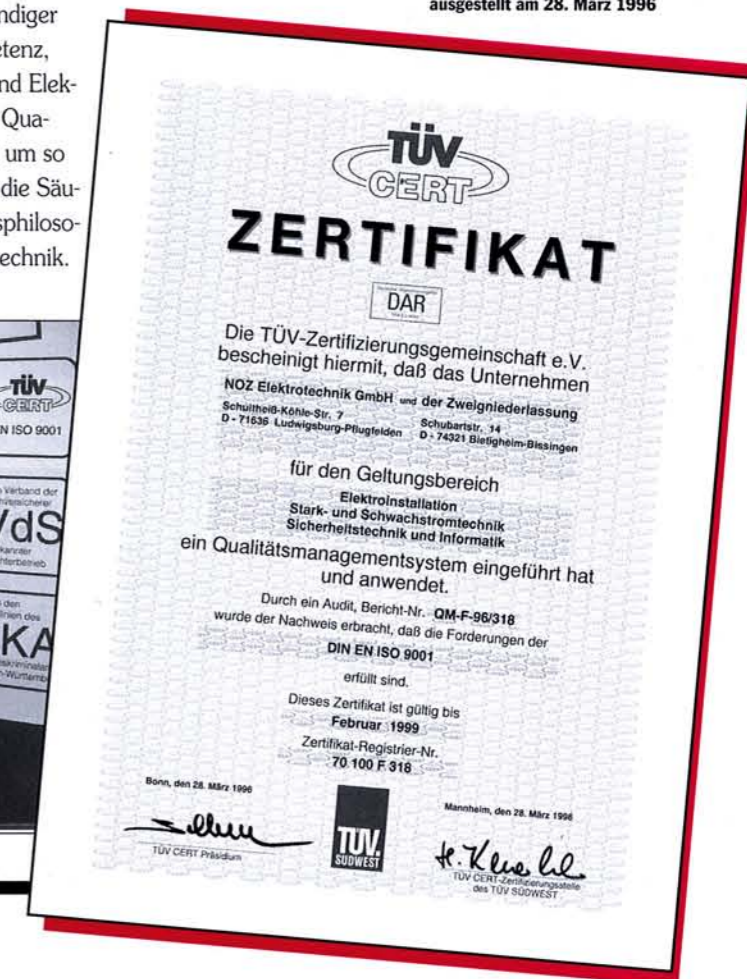 ausgestellt am 28. März 1996
ndiger
etenz,
nd Elek-
Qua-
um so
die Säu-
sphiloso-
echnik.
TÜV
CERT
N ISO 9001
Verband der
VdS
KA
TÜV
CERT
ZERTIFIKAT
DAR
Die TÜV-Zertifizierungsgemeinschaft e.V.
bescheinigt hiermit, daß das Unternehmen
NOZ Elektrotechnik GmbH und der Zweigniederlassung
Schultheiß-Köhle-Str. 7 Schubartstr. 14
D - 71636 Ludwigsburg-Pflugfelden D - 74321 Bietigheim-Bissingen
für den Geltungsbereich
Elektroinstallation
Stark- und Schwachstromtechnik
Sicherheitstechnik und Informatik
ein Qualitätsmanagementsystem eingeführt hat
und anwendet.
Durch ein Audit, Bericht-Nr. QM-F-96/318
wurde der Nachweis erbracht, daß die Forderungen der
DIN EN ISO 9001
erfüllt sind.
Dieses Zertifikat ist gültig bis
Februar 1999
Zertifikat-Registrier-Nr.
70 100 F 318
Bonn, den 28. März 1996
Mannheim, den 28. März 1996
TÜV CERT Präsidium
TÜV
SÜDWEST
TÜV CERT-Zertifizierungsstelle
des TÜV SÜDWEST